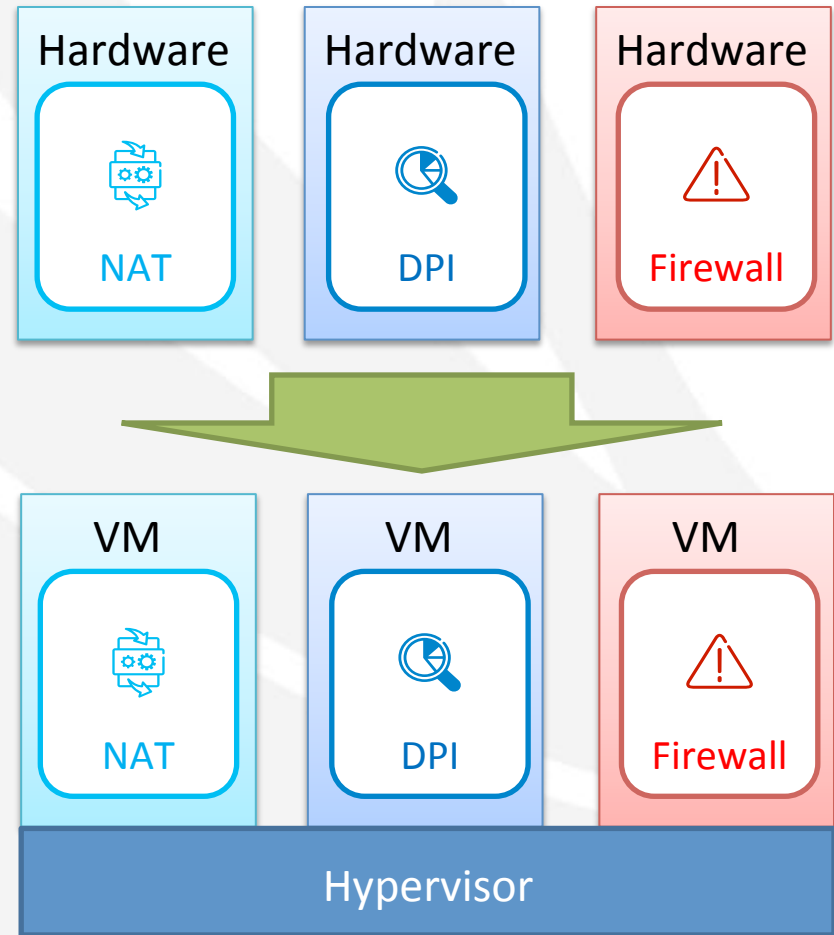 Hardware
Hardware
Hardware
NAT
DPI
Firewall
VM
VM
VM
NAT
DPI
Firewall
Hypervisor